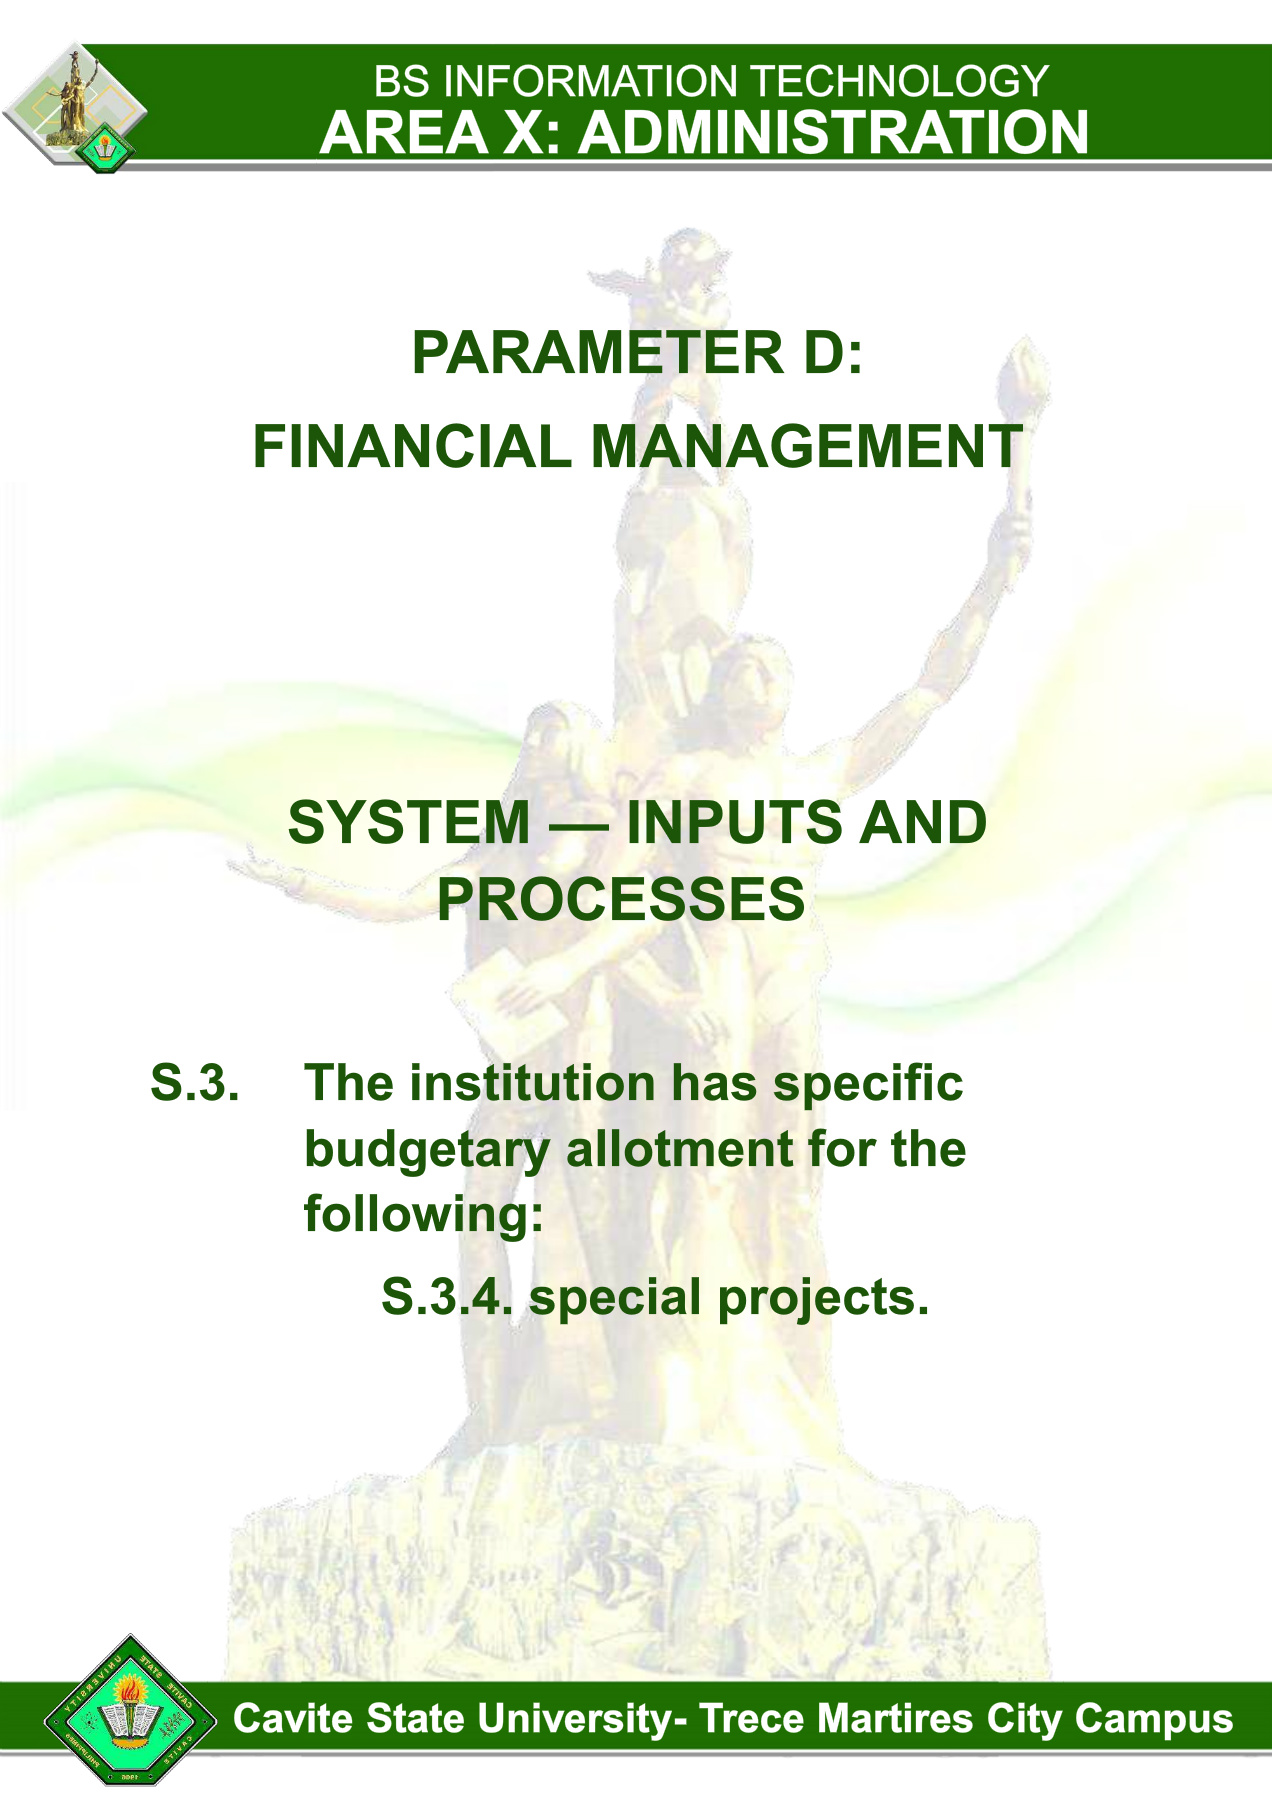 BS INFORMATION TECHNOLOGY
AREA X: ADMINISTRATION
PARAMETER D:
FINANCIAL MANAGEMENT
SYSTEM — INPUTS AND
PROCESSES
S.3. The institution has specific
budgetary allotment for the
following:
S.3.4. special projects.
Cavite State University- Trece Martires City Campus